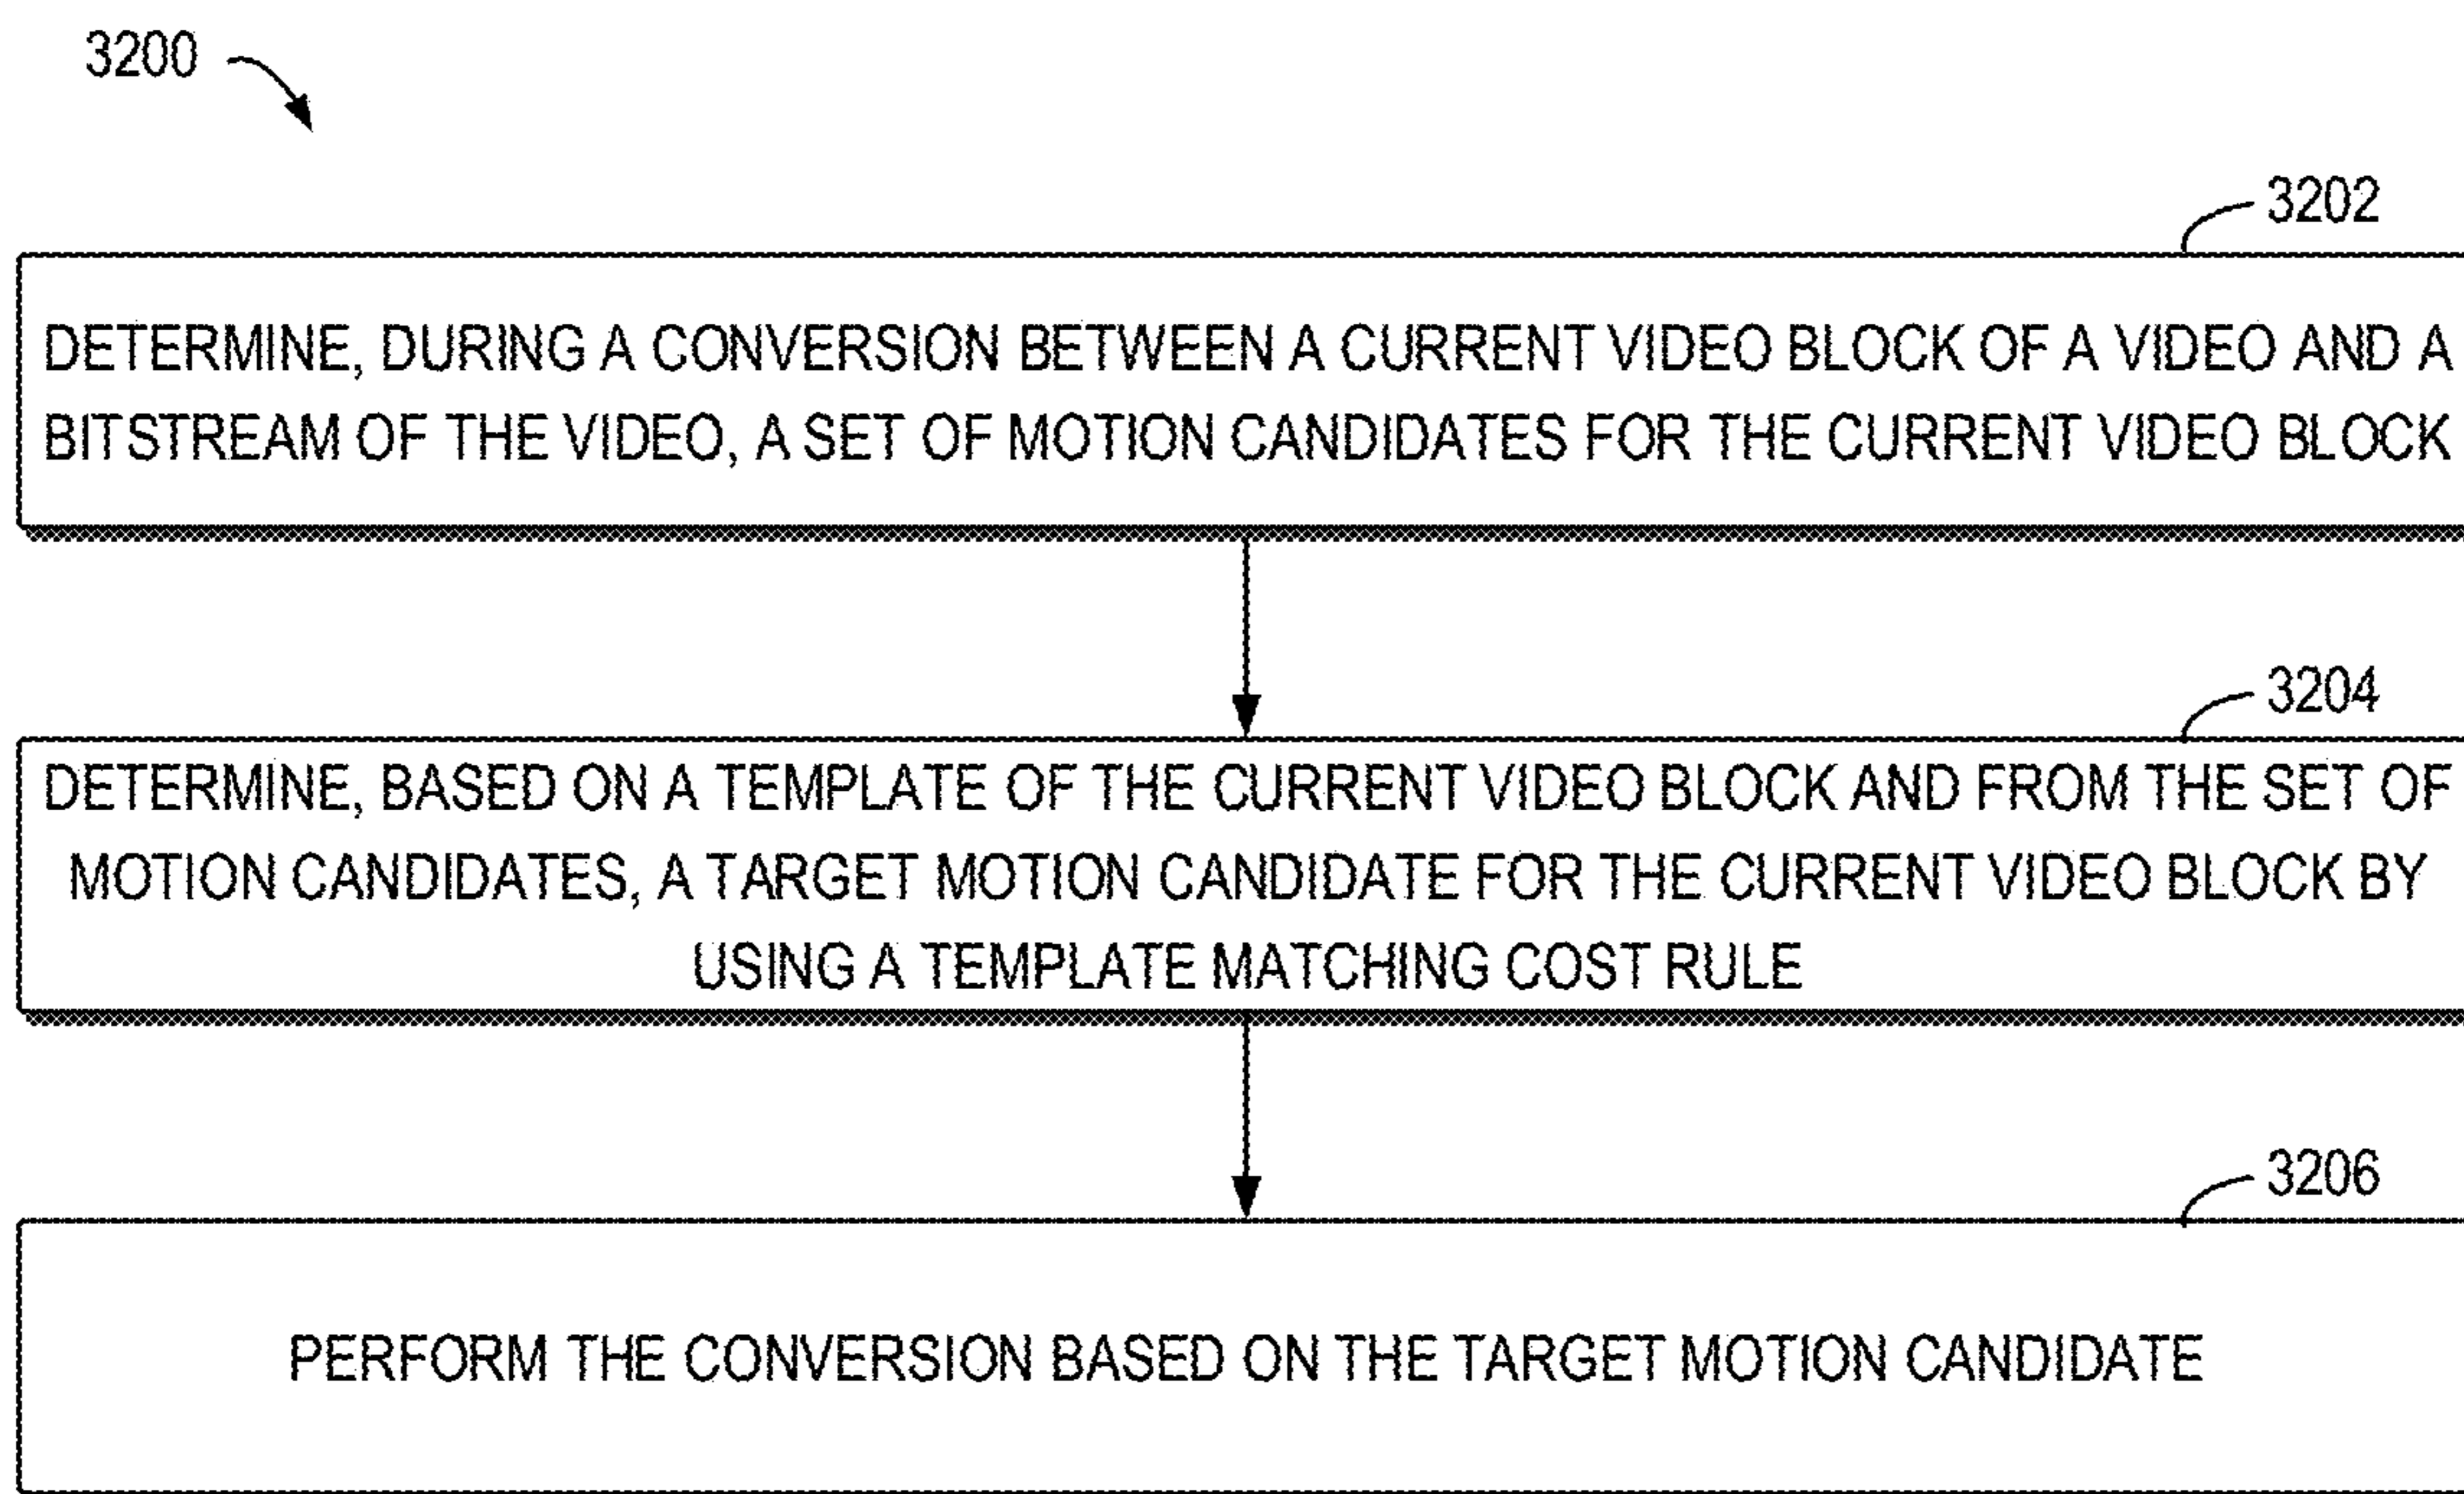 3200
3202
DETERMINE, DURING A CONVERSION BETWEEN A CURRENT VIDEO BLOCK OF A VIDEO AND A
BITSTREAM OF THE VIDEO, A SET OF MOTION CANDIDATES FOR THE CURRENT VIDEO BLOCK
3204
DETERMINE, BASED ON A TEMPLATE OF THE CURRENT VIDEO BLOCK AND FROM THE SET OF
MOTION CANDIDATES, A TARGET MOTION CANDIDATE FOR THE CURRENT VIDEO BLOCK BY
USING A TEMPLATE MATCHING COST RULE
3206
PERFORM THE CONVERSION BASED ON THE TARGET MOTION CANDIDATE